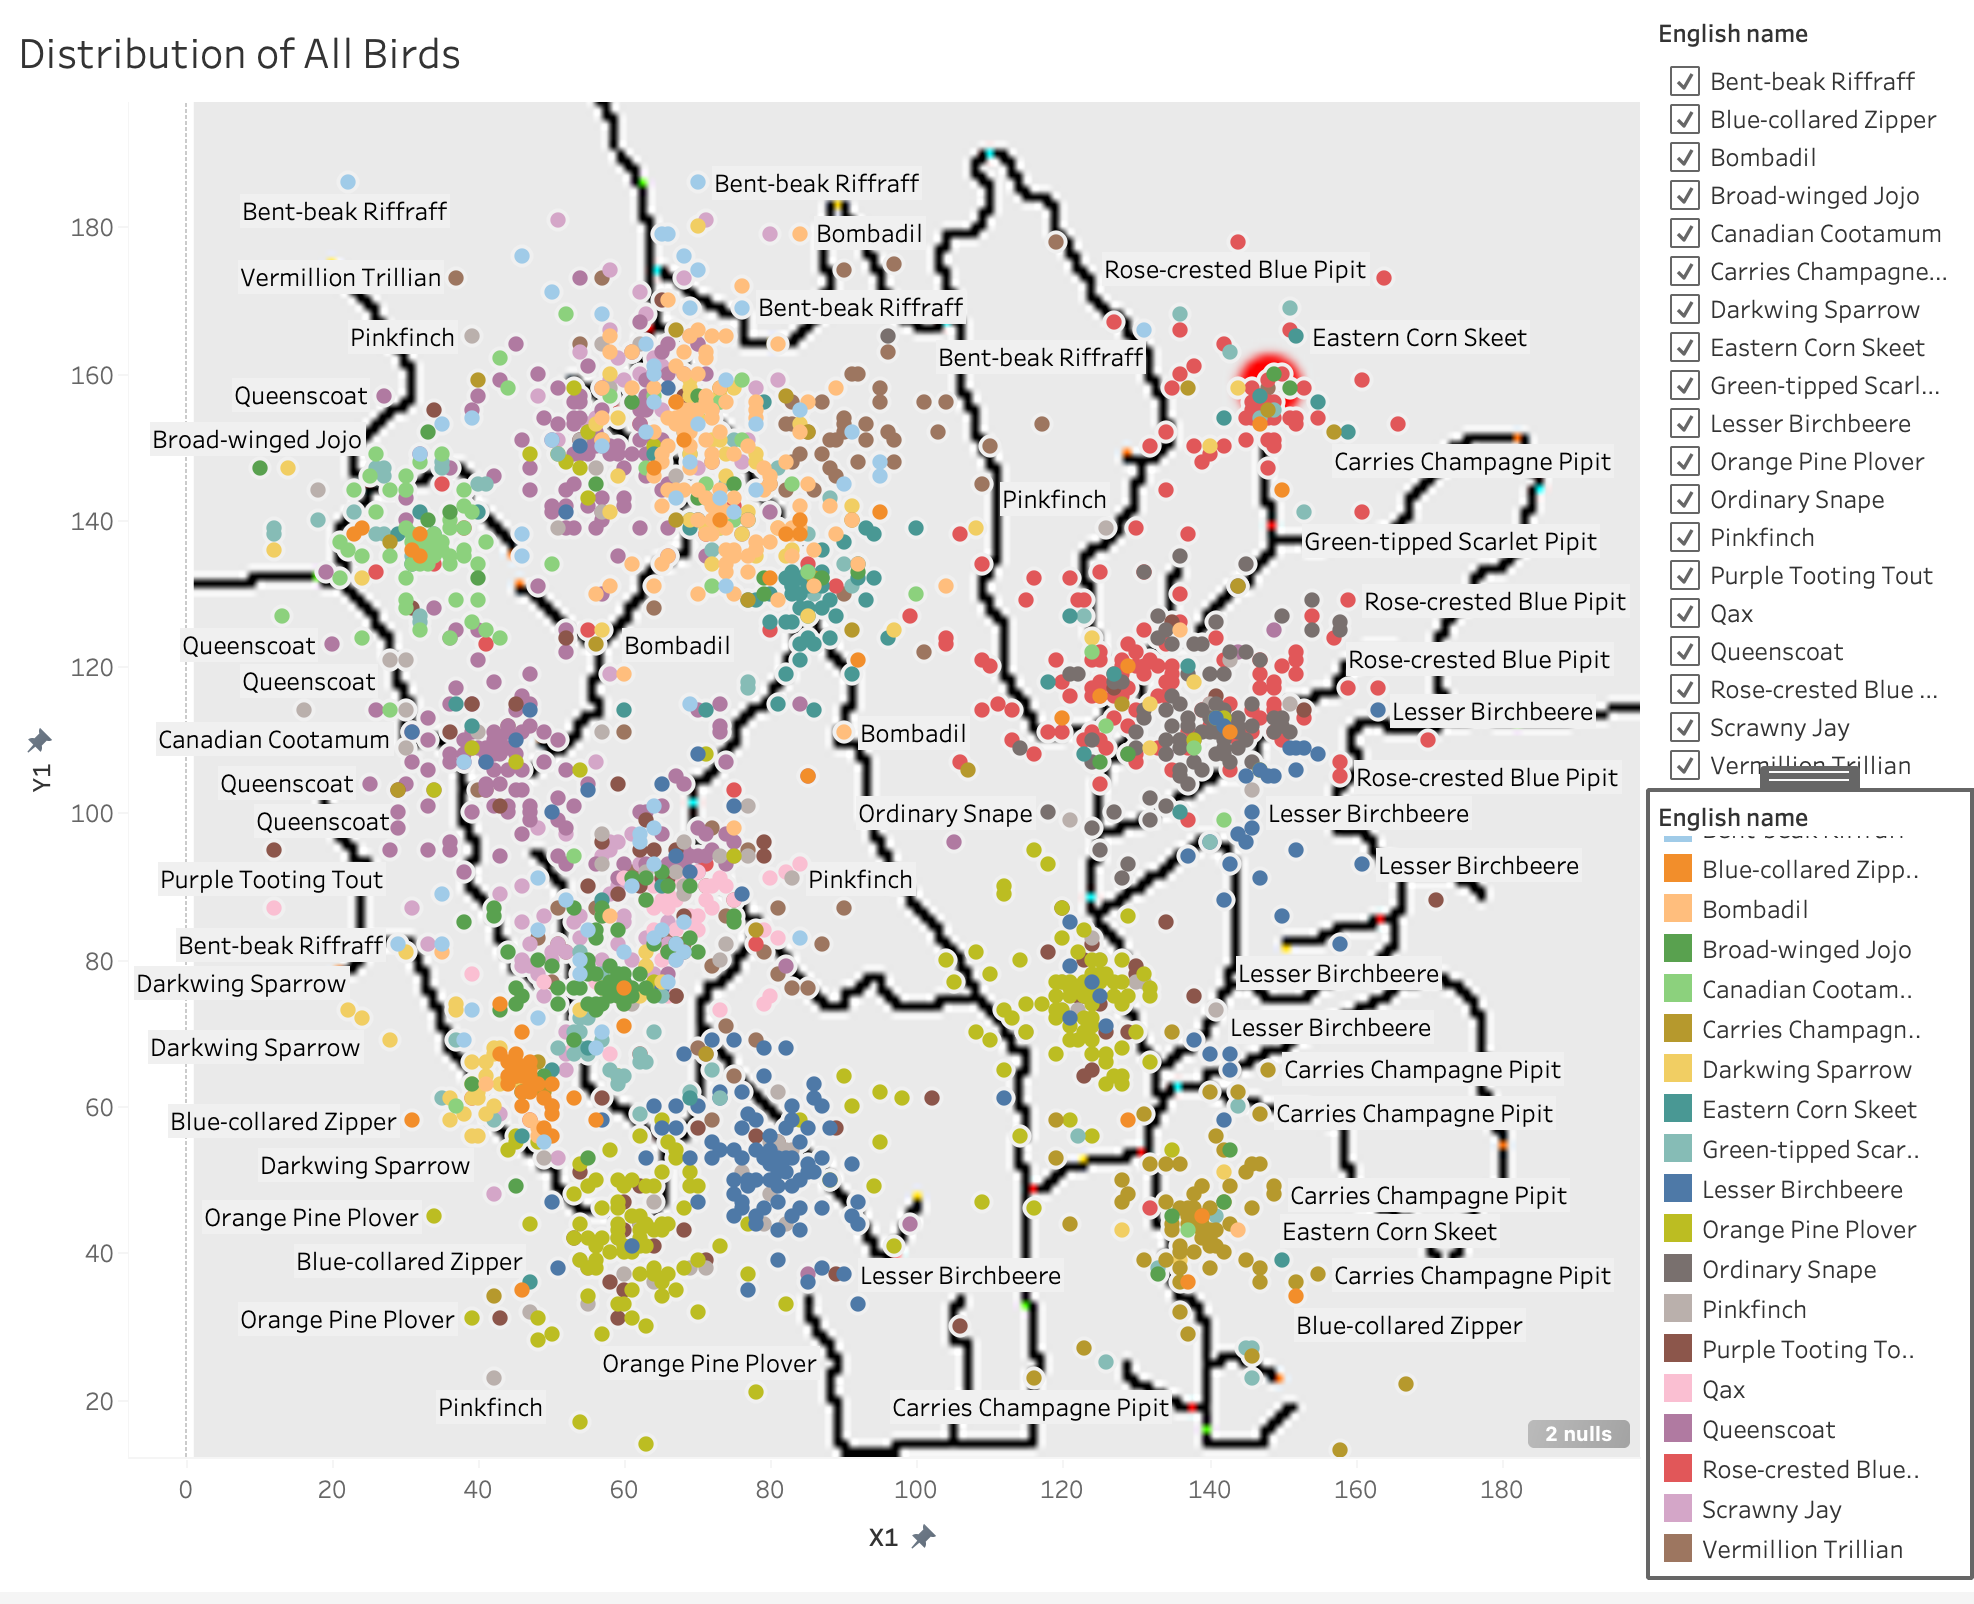 Distribution of All Birds
English name
Bent-beak Riffraff
Blue-collared Zipper
Bombadil
Broad-winged Jojo
Canadian Cootamum
Carries Champagne...
Darkwing Sparrow
Eastern Corn Skeet
Green-tipped Scarl...
Lesser Birchbeere
Orange Pine Plover
Ordinary Snape
Pinkfinch
Purple Tooting Tout
Qax
Queenscoat
Rose-crested Blue ...
Scrawny Jay
Vermillion Trillian
English name
Bent-beak Riffraff
Blue-collared Zipp..
Bombadil
Broad-winged Jojo
Canadian Cootam..
Carries Champagn..
Darkwing Sparrow
Eastern Corn Skeet
Green-tipped Scar..
Lesser Birchbeere
Orange Pine Plover
Ordinary Snape
Pinkfinch
Purple Tooting To..
Qax
Queenscoat
Rose-crested Blue..
Scrawny Jay
Vermillion Trillian
Bent-beak Riffraff
Bent-beak Riffraff
180
Bombadil
Rose-crested Blue Pipit
Vermillion Trillian
Bent-beak Riffraff
Pinkfinch
Eastern Corn Skeet
Bent-beak Riffraff
160
Queenscoat
Broad-winged Jojo
Carries Champagne Pipit
Pinkfinch
140
Green-tipped Scarlet Pipit
Rose-crested Blue Pipit
Queenscoat
Bombadil
Rose-crested Blue Pipit
120
Queenscoat
Lesser Birchbeere
Canadian Cootamum
Bombadil
Y1
Rose-crested Blue Pipit
Queenscoat
100
Ordinary Snape
Lesser Birchbeere
Queenscoat
Lesser Birchbeere
Purple Tooting Tout
Pinkfinch
Bent-beak Riffraff
80
Lesser Birchbeere
Darkwing Sparrow
Lesser Birchbeere
Darkwing Sparrow
Carries Champagne Pipit
60
Carries Champagne Pipit
Blue-collared Zipper
Darkwing Sparrow
Carries Champagne Pipit
Orange Pine Plover
Eastern Corn Skeet
40
Blue-collared Zipper
Lesser Birchbeere
Carries Champagne Pipit
Orange Pine Plover
Blue-collared Zipper
Orange Pine Plover
20
Pinkfinch
Carries Champagne Pipit
2 nulls
0 20 40 60 80 100 120 140 160 180
X1